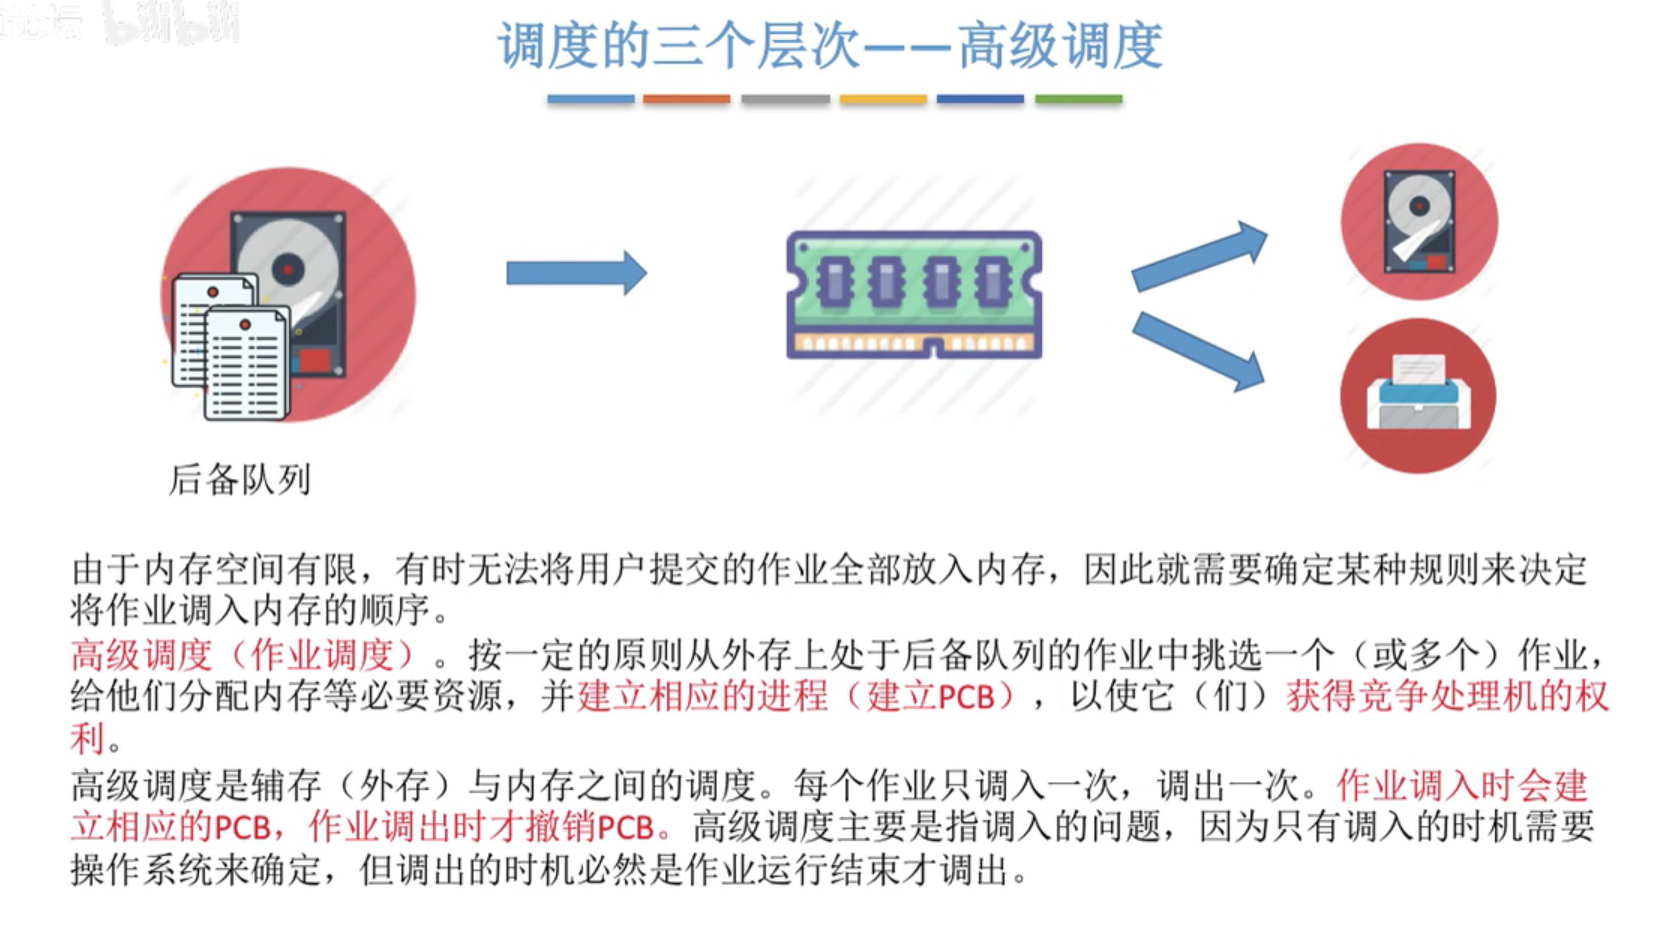 论坛 bilibili
调度的三个层次——高级调度
后备队列
由于内存空间有限，有时无法将用户提交的作业全部放入内存，因此就需要确定某种规则来决定
将作业调入内存的顺序。
高级调度（作业调度）。按一定的原则从外存上处于后备队列的作业中挑选一个（或多个）作业，
给他们分配内存等必要资源，并建立相应的进程（建立PCB），以使它（们）获得竞争处理机的权
利。
高级调度是辅存（外存）与内存之间的调度。每个作业只调入一次，调出一次。作业调入时会建
立相应的PCB，作业调出时才撤销PCB。高级调度主要是指调入的问题，因为只有调入的时机需要
操作系统来确定，但调出的时机必然是作业运行结束才调出。